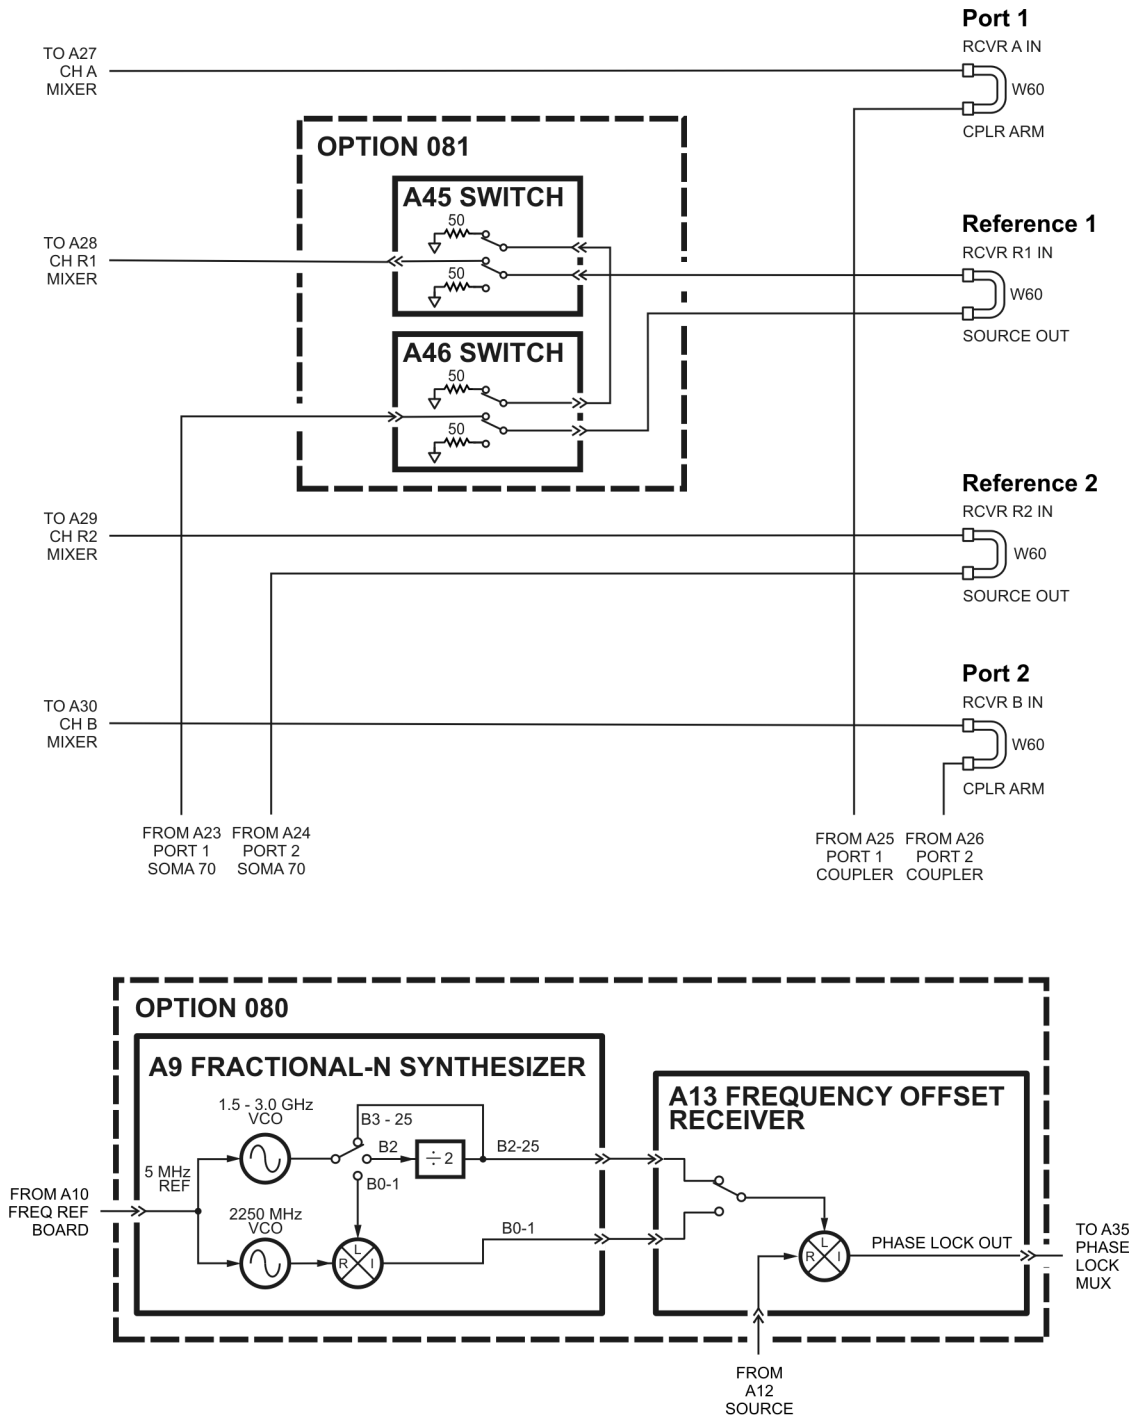 Port 1
RCVR A IN
TO A27
CH A
MIXER
W60
CPLR ARM
OPTION 081
A45 SWITCH
50
50
TO A28
CH R1
MIXER
Reference 1
RCVR R1 IN
W60
SOURCE OUT
A46 SWITCH
50
50
Reference 2
RCVR R2 IN
TO A29
CH R2
MIXER
W60
SOURCE OUT
Port 2
RCVR B IN
TO A30
CH B
MIXER
W60
CPLR ARM
FROM A23
PORT 1
SOMA 70
FROM A24
PORT 2
SOMA 70
FROM A25
PORT 1
COUPLER
FROM A26
PORT 2
COUPLER
OPTION 080
A9 FRACTIONAL-N SYNTHESIZER
1.5 - 3.0 GHz
VCO
B3 - 25
B2
÷ 2
B2-25
5 MHz
REF
B0-1
FROM A10
FREQ REF
BOARD
2250 MHz
VCO
L
R
I
B0-1
A13 FREQUENCY OFFSET
RECEIVER
L
R
I
PHASE LOCK OUT
TO A35
PHASE
LOCK
MUX
FROM
A12
SOURCE